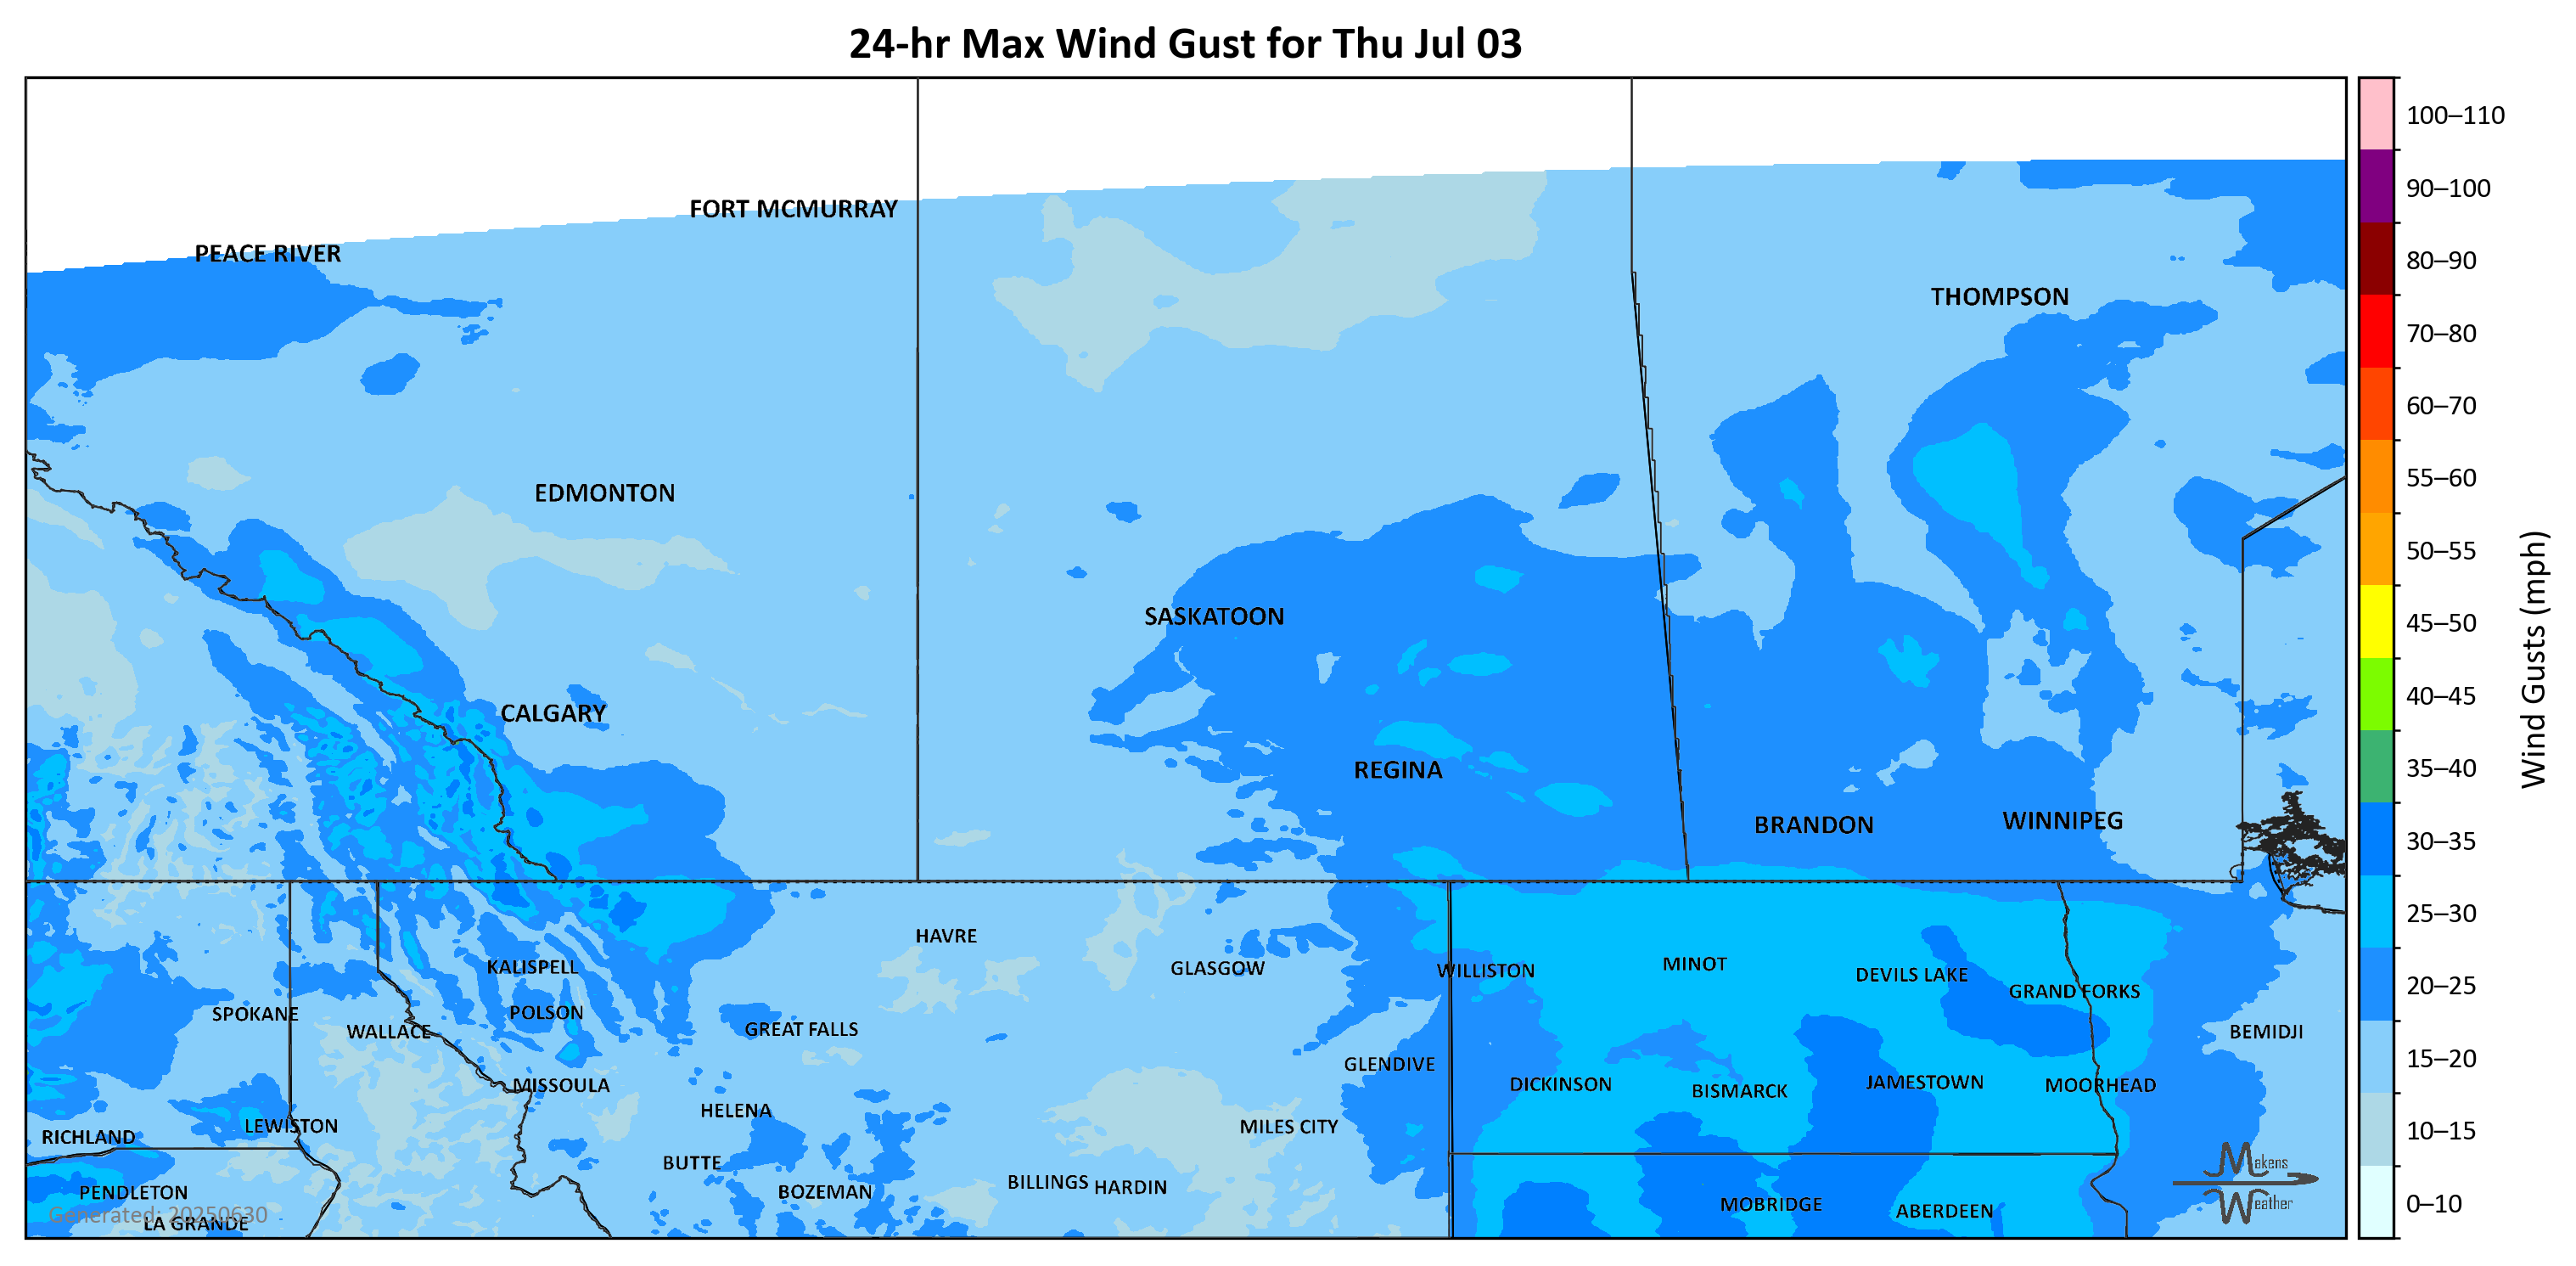 24-hr Max Wind Gust for Thu Jul 03
100–110
90–100
80–90
70–80
60–70
55–60
50–55
45–50
40–45
35–40
30–35
25–30
20–25
15–20
10–15
0–10
Wind Gusts (mph)
FORT MCMURRAY
PEACE RIVER
THOMPSON
EDMONTON
SASKATOON
CALGARY
REGINA
BRANDON
WINNIPEG
HAVRE
KALISPELL
GLASGOW
WILLISTON
MINOT
DEVILS LAKE
GRAND FORKS
SPOKANE
POLSON
WALLACE
GREAT FALLS
BEMIDJI
GLENDIVE
MISSOULA
DICKINSON
BISMARCK
JAMESTOWN
MOORHEAD
HELENA
LEWISTON
MILES CITY
RICHLAND
BUTTE
BOZEMAN
BILLINGS
HARDIN
PENDLETON
MOBRIDGE
ABERDEEN
Generated: 20250630
LA GRANDE
Makens
Weather